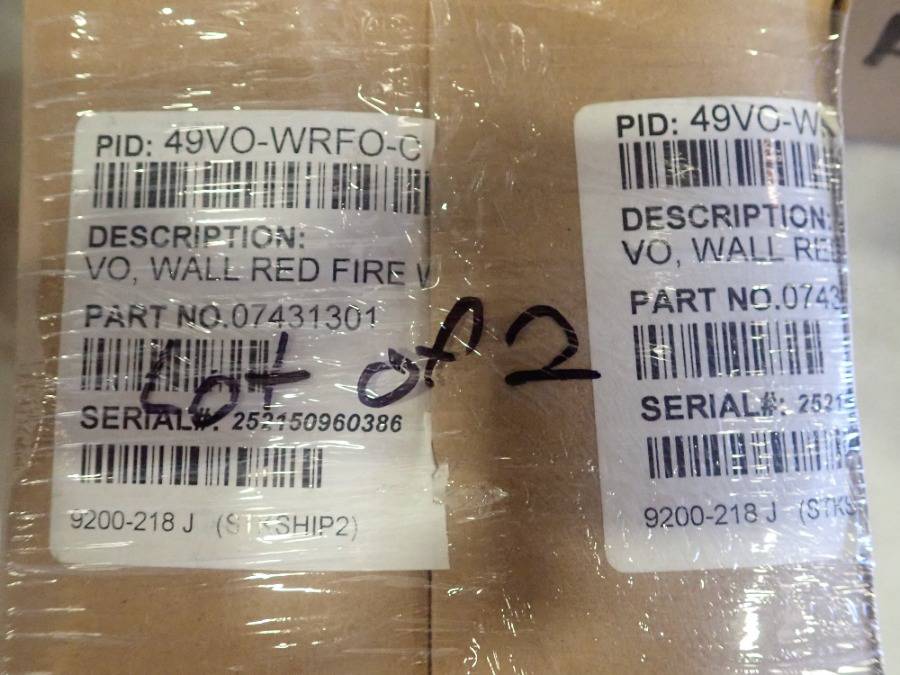 PID: 49VO-WRFO-C
DESCRIPTION:
VO, WALL RED FIRE
PART NO.07431301
SERIAL#: 252150960386
9200-218 J (STKSHIP2)
Lot of 2
PID: 49VO-W
DESCRIPTION:
VO, WALL RE
PART NO.0743
SERIAL#: 2521
9200-218 J (STKS
A